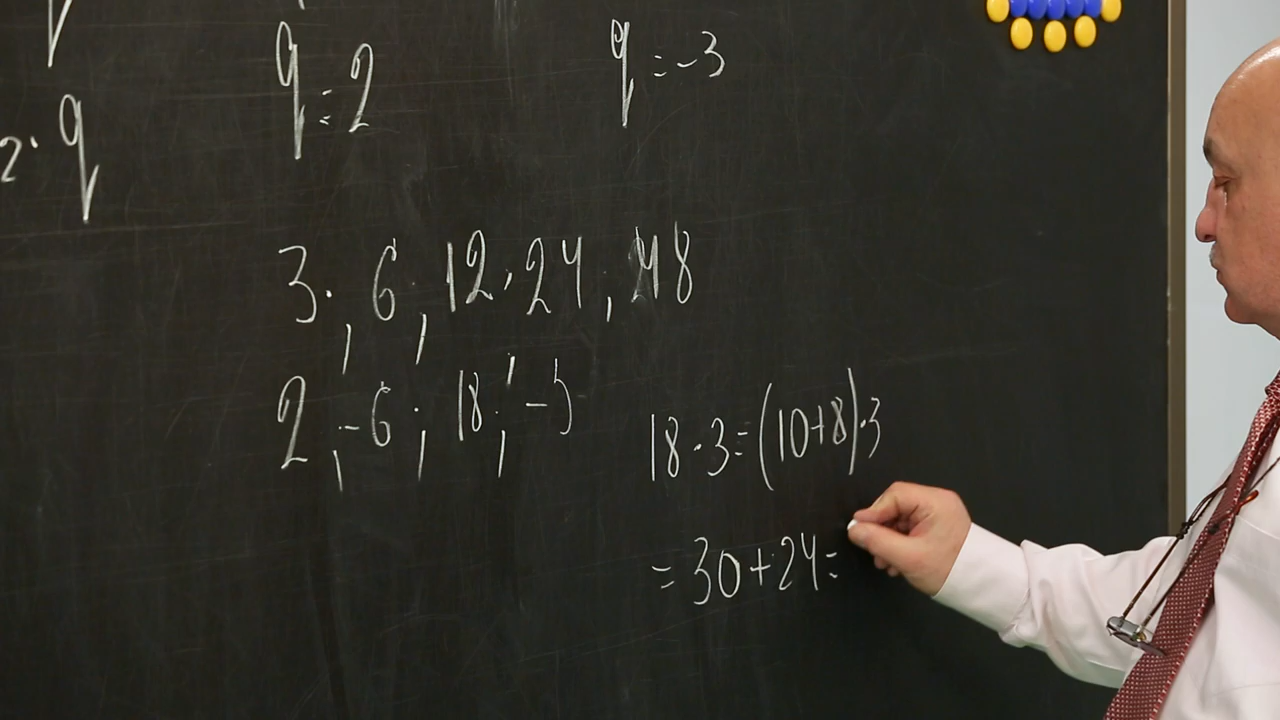 q = 2
q = -3
2 · q
3 ; 6 ; 12 , 24 , 48
2 ; -6 ; 18 ; -5
18 · 3 = (10+8) · 3
= 30 + 24 =